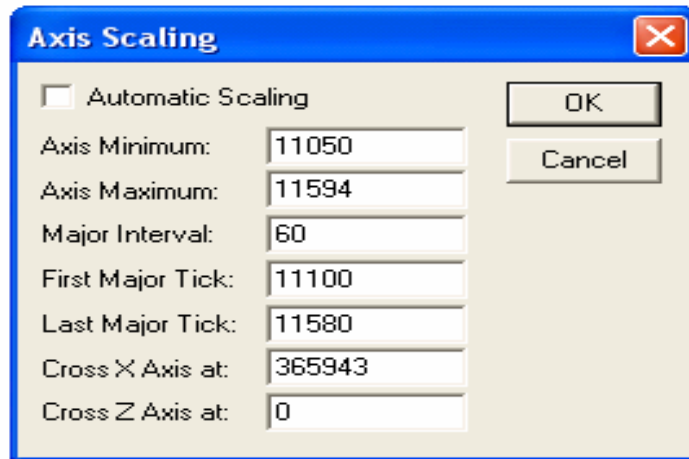 Axis Scaling
Automatic Scaling
OK
Axis Minimum: 11050
Cancel
Axis Maximum: 11594
Major Interval: 60
First Major Tick: 11100
Last Major Tick: 11580
Cross X Axis at: 365943
Cross Z Axis at: 0